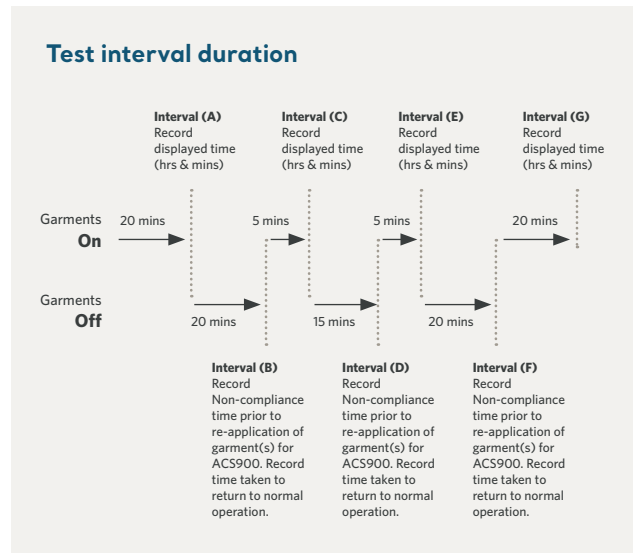 Test interval duration
Interval (A)
Record
displayed time
(hrs & mins)
Interval (C)
Record
displayed time
(hrs & mins)
Interval (E)
Record
displayed time
(hrs & mins)
Interval (G)
Record
displayed time
(hrs & mins)
Garments
On
20 mins
5 mins
5 mins
20 mins
Garments
Off
20 mins
15 mins
20 mins
Interval (B)
Record
Non-compliance
time prior to
re-application of
garment(s) for
ACS900. Record
time taken to
return to normal
operation.
Interval (D)
Record
Non-compliance
time prior to
re-application of
garment(s) for
ACS900. Record
time taken to
return to normal
operation.
Interval (F)
Record
Non-compliance
time prior to
re-application of
garment(s) for
ACS900. Record
time taken to
return to normal
operation.